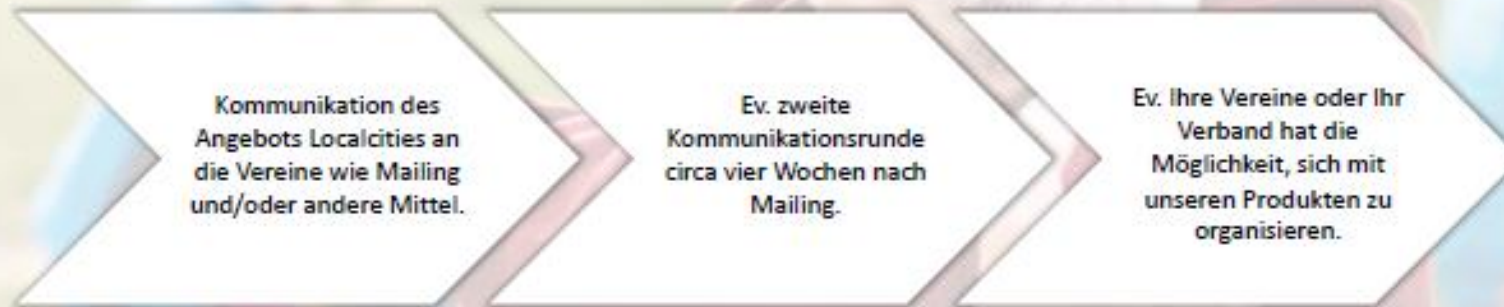 Kommunikation des
Angebots Localcities an
die Vereine wie Mailing
und/oder andere Mittel.
Ev. zweite
Kommunikationsrunde
circa vier Wochen nach
Mailing.
Ev. Ihre Vereine oder Ihr
Verband hat die
Möglichkeit, sich mit
unseren Produkten zu
organisieren.